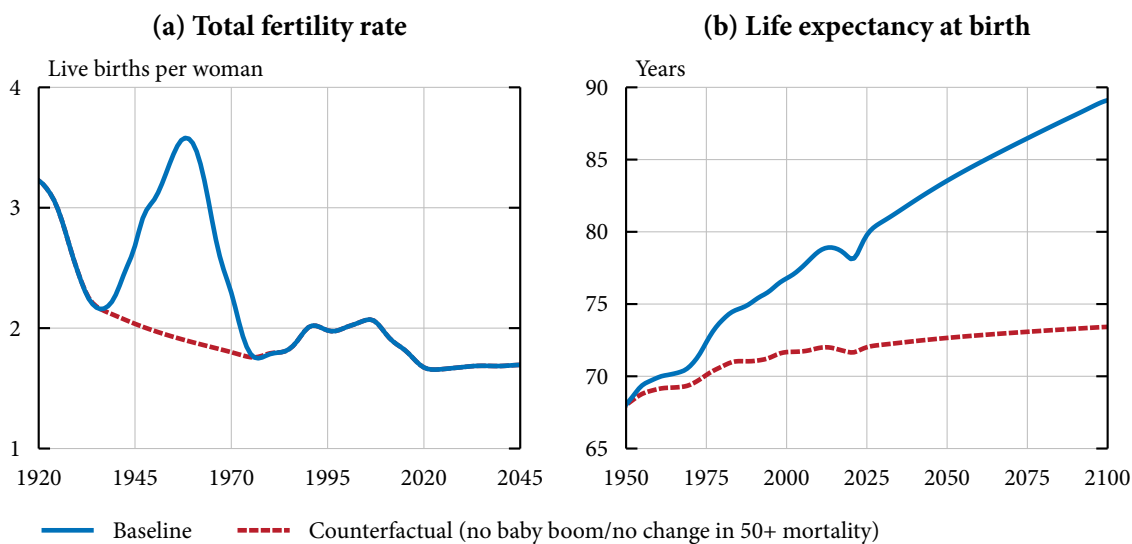 (a) Total fertility rate
Live births per woman
4
3
2
1
1920 1945 1970 1995 2020 2045
(b) Life expectancy at birth
Years
90
85
80
75
70
65
1950 1975 2000 2025 2050 2075 2100
Baseline
Counterfactual (no baby boom/no change in 50+ mortality)